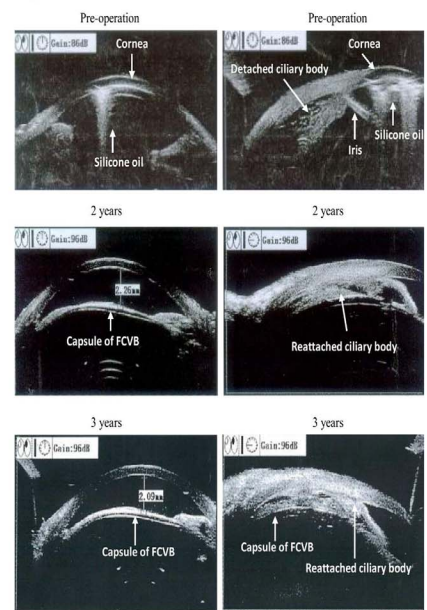 Pre-operation
Pre-operation
Gain:86dB
Cornea
Silicone oil
Gain:86dB
Cornea
Detached ciliary body
Silicone oil
Iris
2 years
2 years
Gain:96dB
2.26mm
Capsule of FCVB
Gain:96dB
Reattached ciliary body
3 years
3 years
Gain:96dB
2.09mm
Capsule of FCVB
Gain:96dB
Capsule of FCVB
Reattached ciliary body